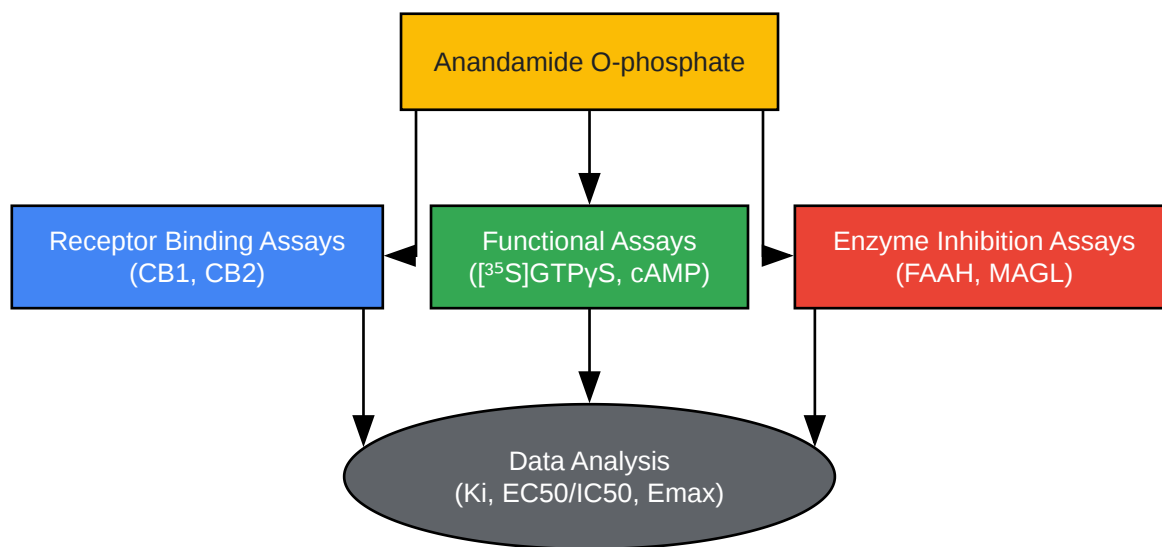 Anandamide O-phosphate
Receptor Binding Assays
(CB1, CB2)
Functional Assays
([³⁵S]GTPγS, cAMP)
Enzyme Inhibition Assays
(FAAH, MAGL)
Data Analysis
(Ki, EC50/IC50, Emax)